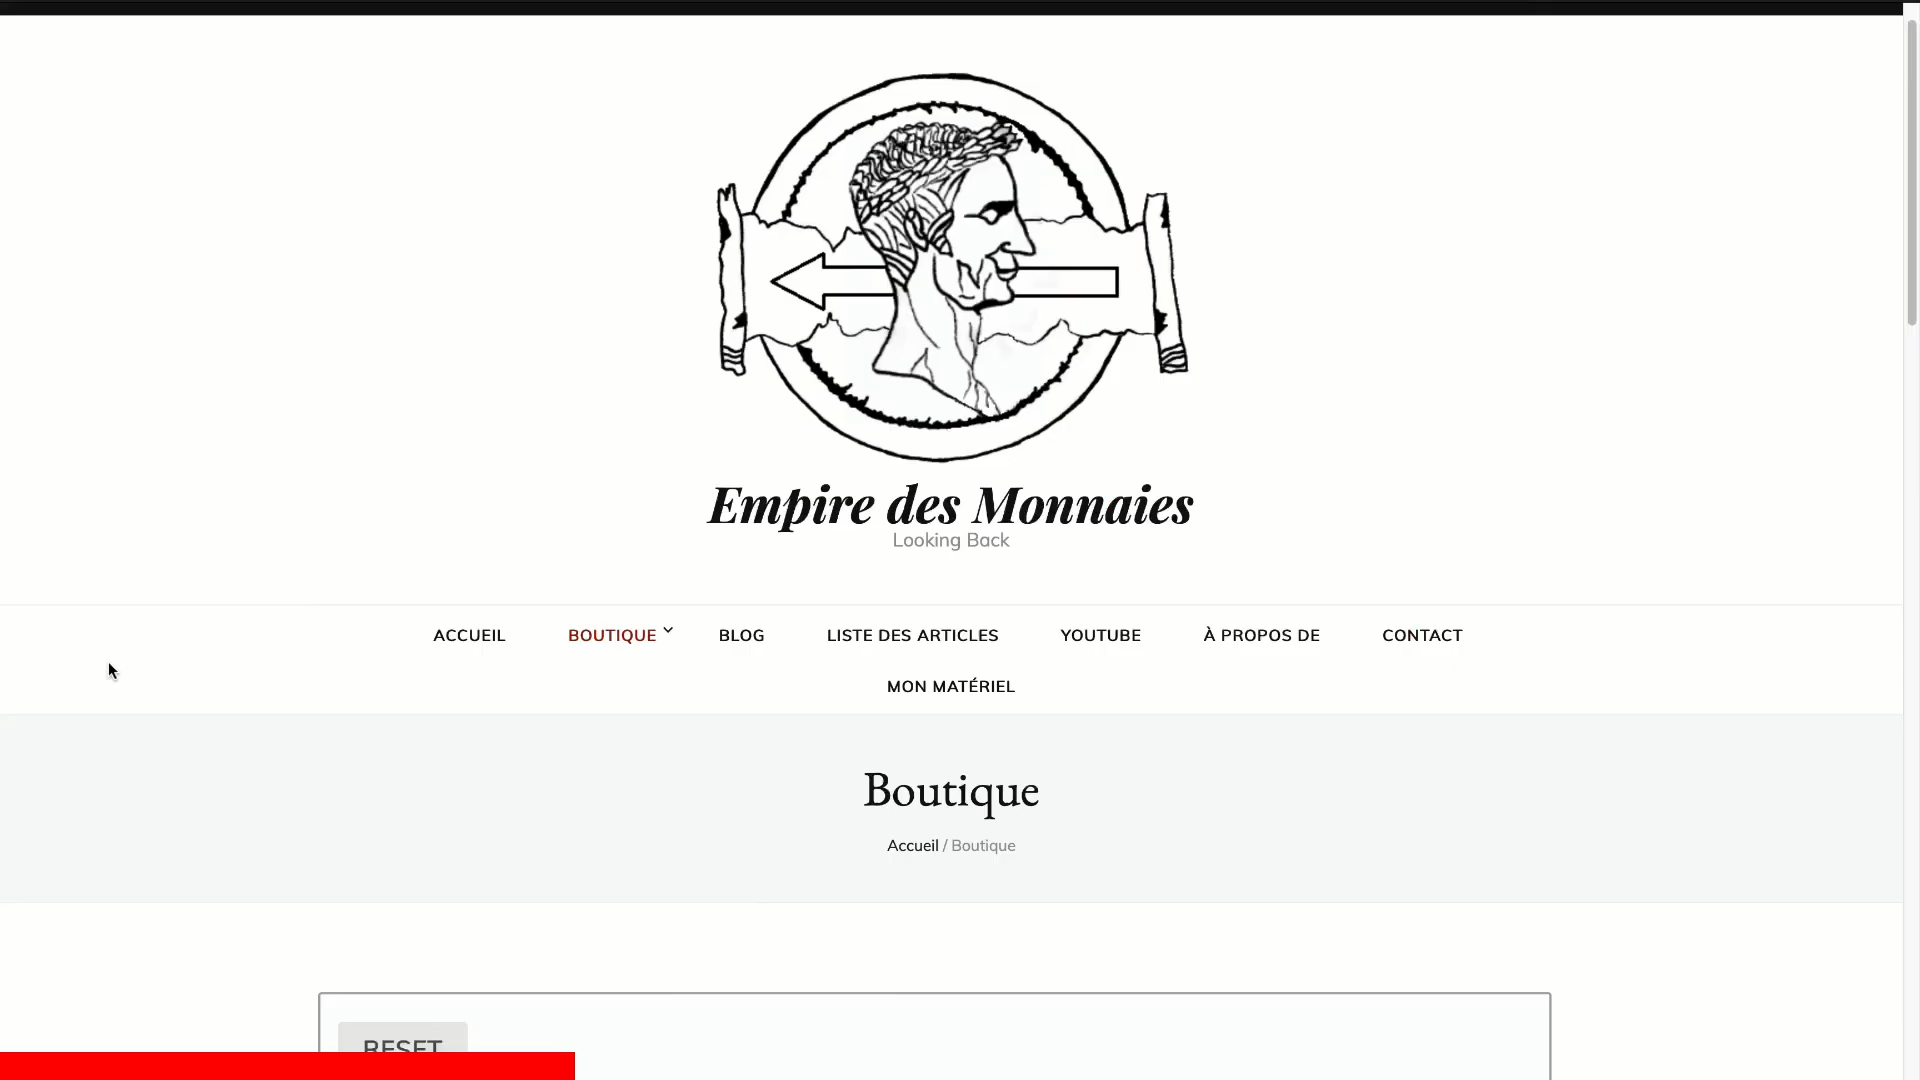 Empire des Monnaies
Looking Back
ACCUEIL BOUTIQUE BLOG LISTE DES ARTICLES YOUTUBE À PROPOS DE CONTACT
MON MATÉRIEL
Boutique
Accueil / Boutique
RESET